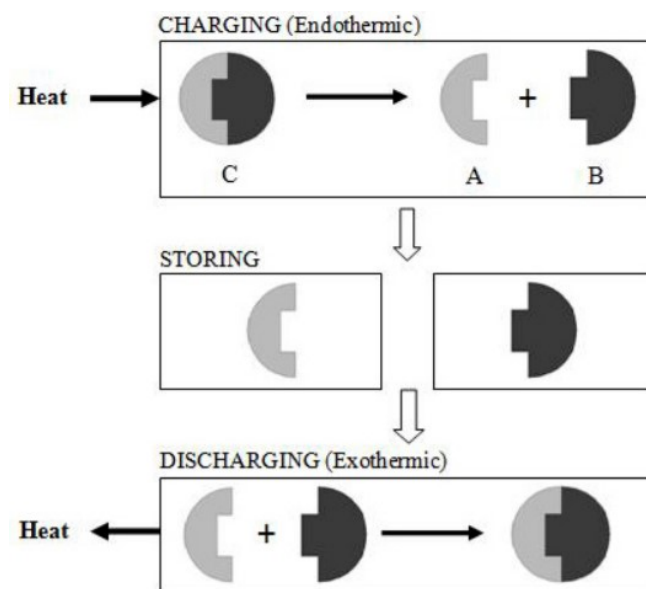 CHARGING (Endothermic)
Heat
+
C
A
B
STORING
DISCHARGING (Exothermic)
Heat
+